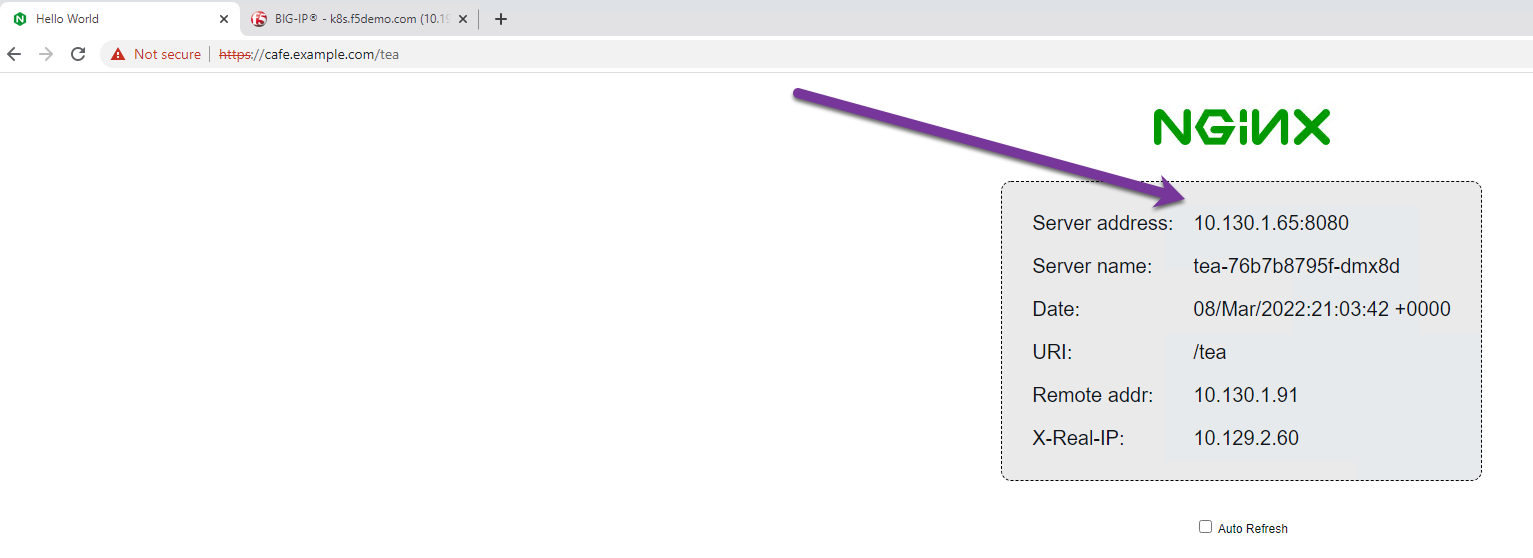 Hello World
BIG-IP® - k8s.f5demo.com (10.19
Not secure https://cafe.example.com/tea
NGINX
Server address: 10.130.1.65:8080
Server name: tea-76b7b8795f-dmx8d
Date: 08/Mar/2022:21:03:42 +0000
URI: /tea
Remote addr: 10.130.1.91
X-Real-IP: 10.129.2.60
Auto Refresh